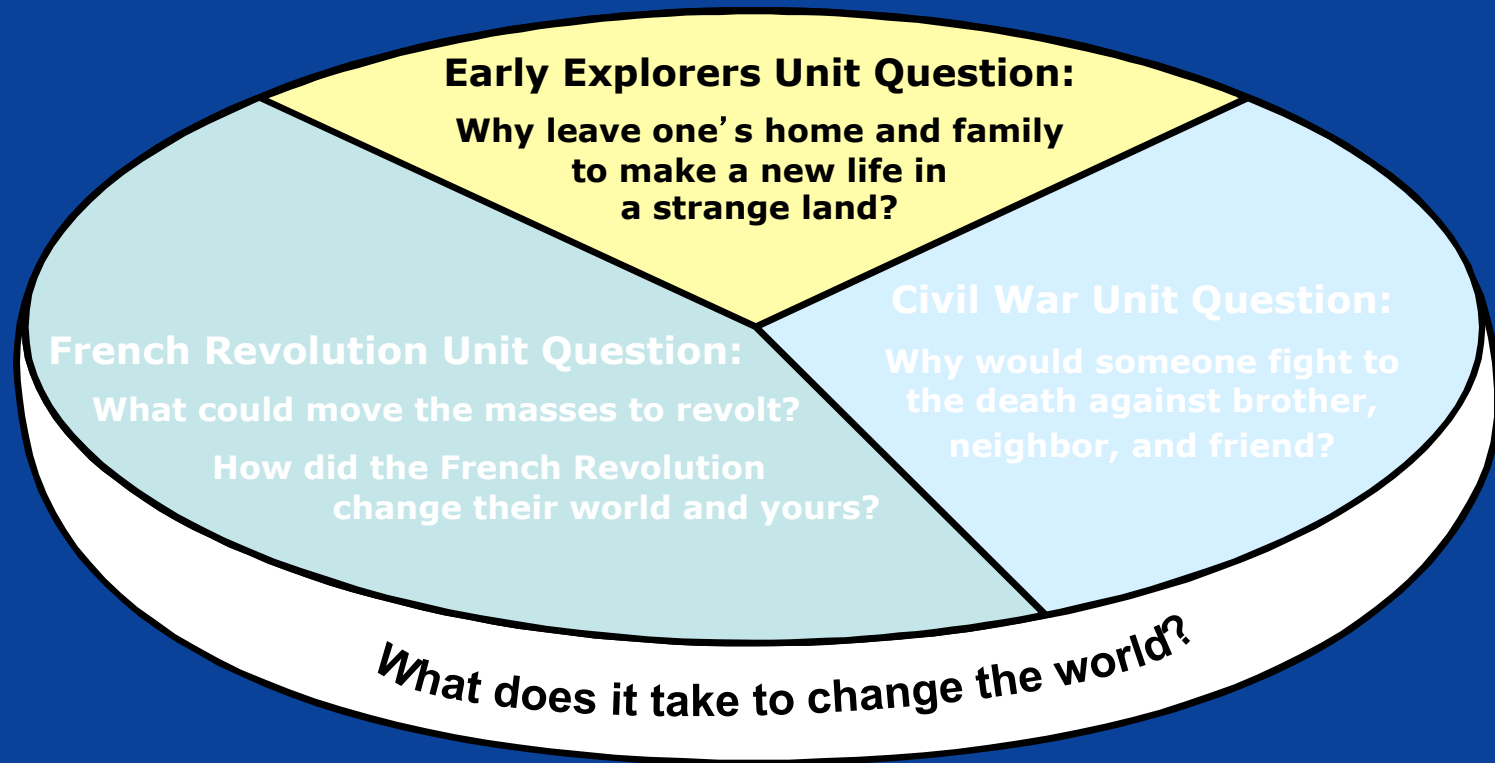 Early Explorers Unit Question:
Why leave one’s home and family
to make a new life in
a strange land?
French Revolution Unit Question:
What could move the masses to revolt?
How did the French Revolution
change their world and yours?
Civil War Unit Question:
Why would someone fight to
the death against brother,
neighbor, and friend?
What does it take to change the world?